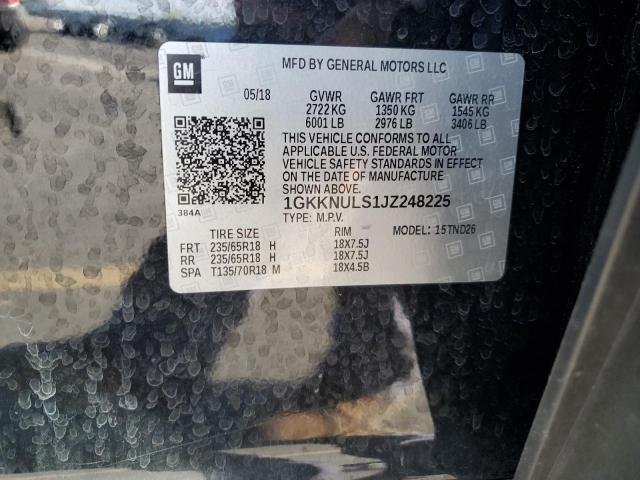 GM
MFD BY GENERAL MOTORS LLC
05/18 GVWR GAWR FRT GAWR RR
2722 KG 1350 KG 1545 KG
6001 LB 2976 LB 3406 LB
THIS VEHICLE CONFORMS TO ALL
APPLICABLE U.S. FEDERAL MOTOR
VEHICLE SAFETY STANDARDS IN EFFECT
ON THE DATE OF MANUFACTURE
SHOWN ABOVE.
384A
1GKKNULS1JZ248225
TYPE: M.P.V. MODEL: 15TND26
TIRE SIZE RIM
FRT 235/65R18 H 18X7.5J
RR 235/65R18 H 18X7.5J
SPA T135/70R18 M 18X4.5B